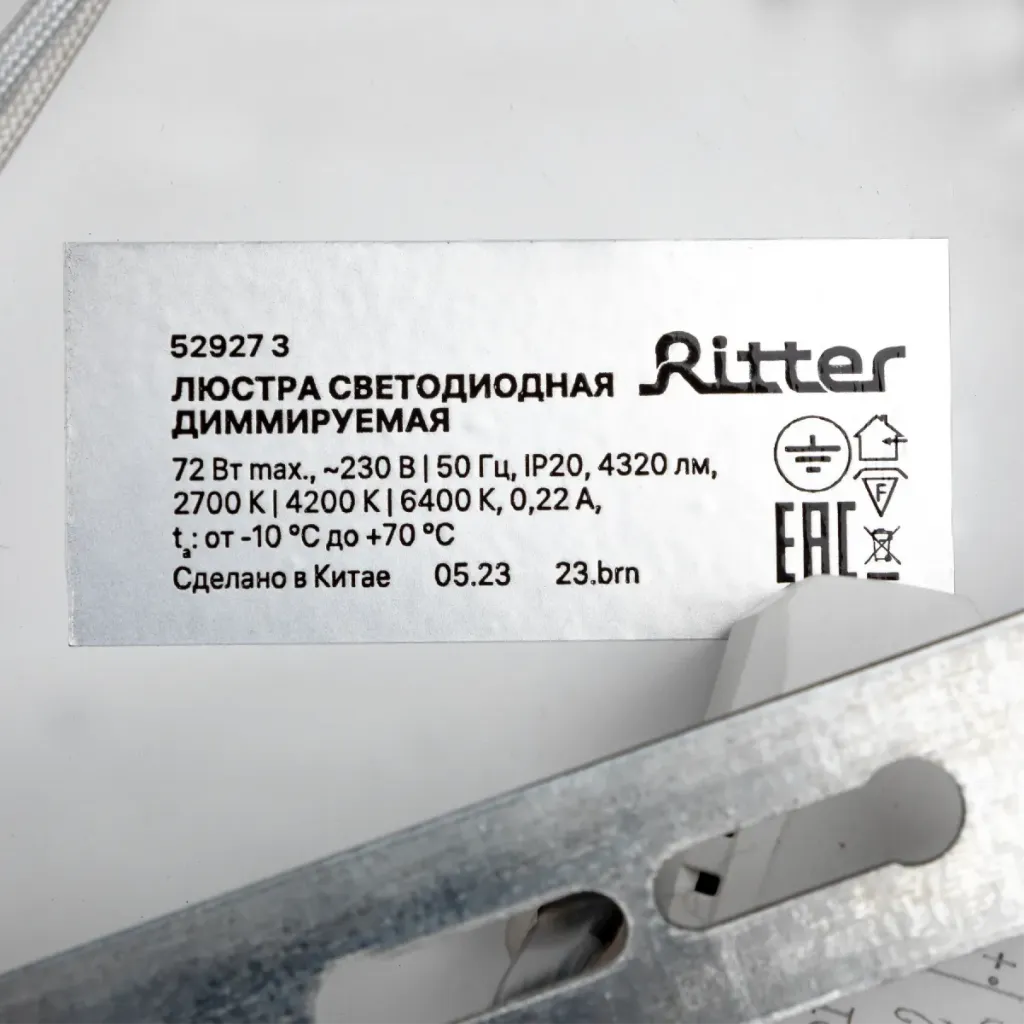 52927 3
Ritter
ЛЮСТРА СВЕТОДИОДНАЯ
ДИММИРУЕМАЯ
72 Вт max., ~230 В | 50 Гц, IP20, 4320 лм,
2700 К | 4200 К | 6400 К, 0,22 А,
tₐ: от -10 °С до +70 °С
Сделано в Китае 05.23 23.brn
F
EAC